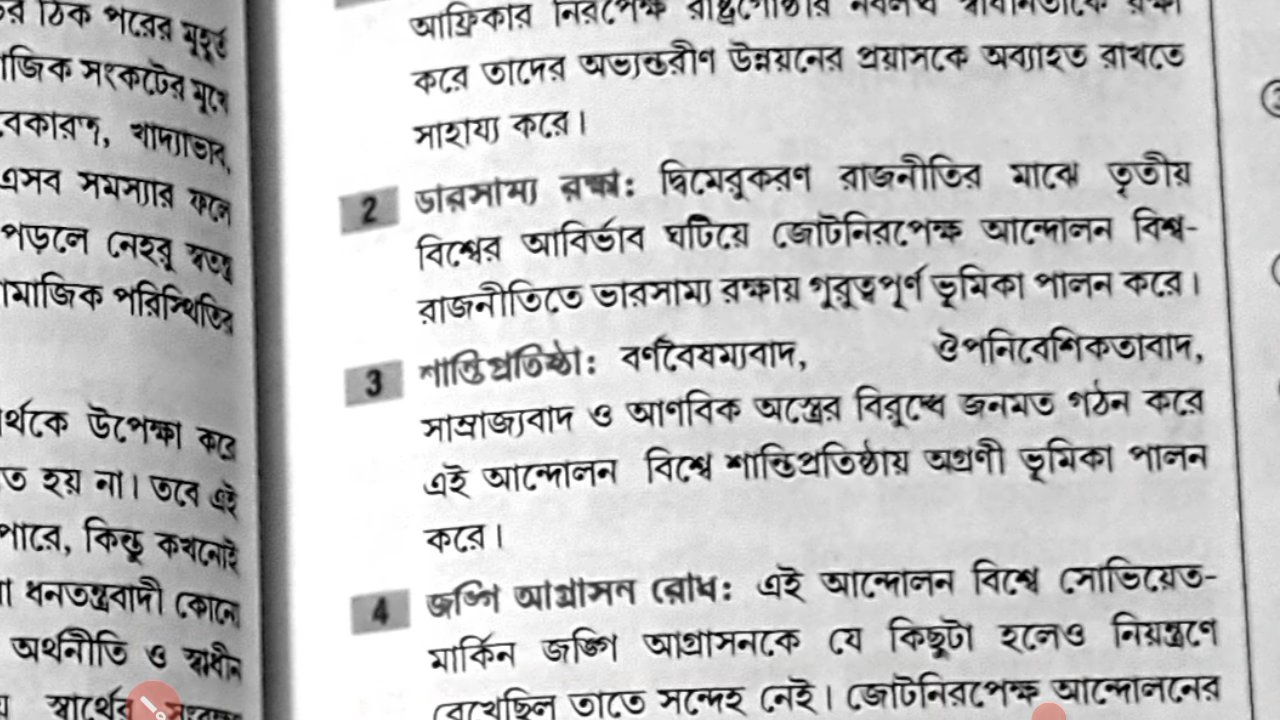 র ঠিক পরের মুহূর্ত
জিক সংকটের মুখে
খাদ্যাভাব,
এসব সমস্যার ফলে
পড়লে নেহরু স্বতন্ত্র
মাজিক পরিস্থিতির
র্থকে উপেক্ষা করে
ত হয় না। তবে এই
পারে, কিন্তু কখনোই
ধনতন্ত্রবাদী কোনো
অর্থনীতি ও স্বাধীন
স্বার্থের
আফ্রিকার নিরপেক্ষ রাষ্ট্রগোষ্ঠীর নবলব্ধ স্বাধীনতাকে রক্ষা
করে তাদের অভ্যন্তরীণ উন্নয়নের প্রয়াসকে অব্যাহত রাখতে
সাহায্য করে।
2 ভারসাম্য রক্ষা: দ্বিমেরুকরণ রাজনীতির মাঝে তৃতীয়
বিশ্বের আবির্ভাব ঘটিয়ে জোটনিরপেক্ষ আন্দোলন বিশ্ব-
রাজনীতিতে ভারসাম্য রক্ষায় গুরুত্বপূর্ণ ভূমিকা পালন করে।
3 শান্তিপ্রতিষ্ঠা: বর্ণবৈষম্যবাদ, ঔপনিবেশিকতাবাদ,
সাম্রাজ্যবাদ ও আণবিক অস্ত্রের বিরুদ্ধে জনমত গঠন করে
এই আন্দোলন বিশ্বে শান্তিপ্রতিষ্ঠায় অগ্রণী ভূমিকা পালন
করে।
4 জঙ্গি আগ্রাসন রোধ: এই আন্দোলন বিশ্বে সোভিয়েত-
মার্কিন জঙ্গি আগ্রাসনকে যে কিছুটা হলেও নিয়ন্ত্রণে
রেখেছিল তাতে সন্দেহ নেই। জোটনিরপেক্ষ আন্দোলনের